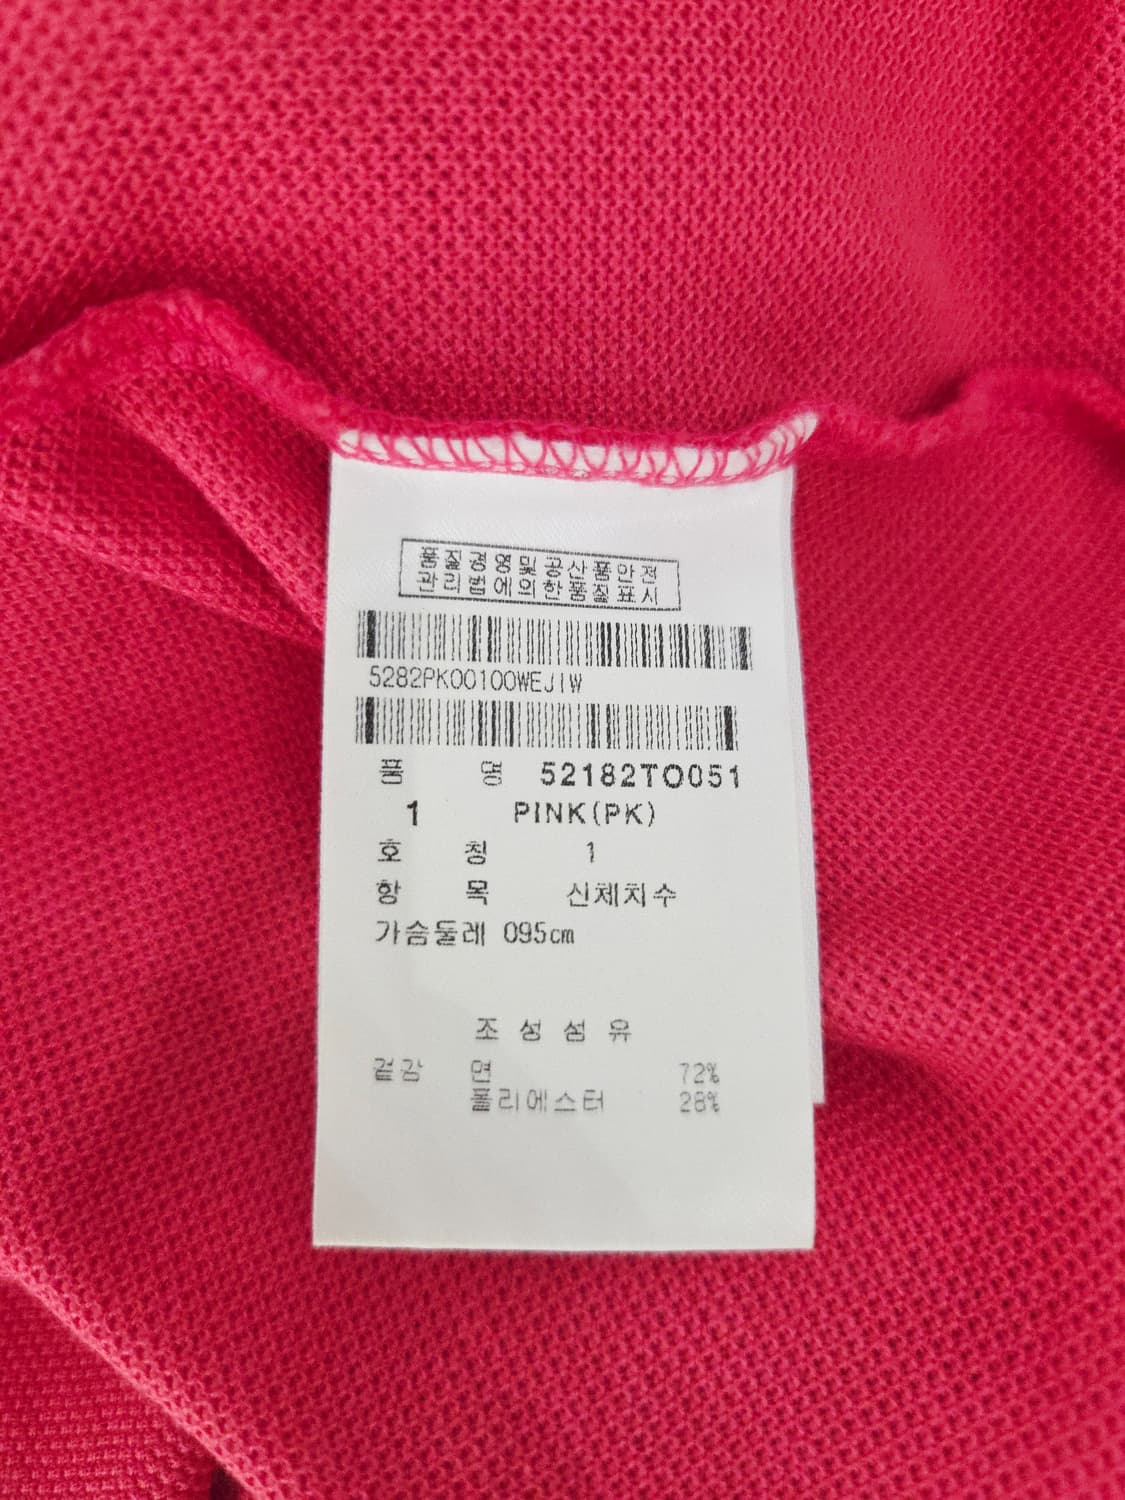 품질경영및공산품안전
관리법에의한품질표시
5282PK00100WEJIW
품 명 52182TO051
1 PINK(PK)
호 칭 1
항 목 신체치수
가슴둘레 095cm
조 성 섬 유
겉감 면 72%
폴리에스터 28%